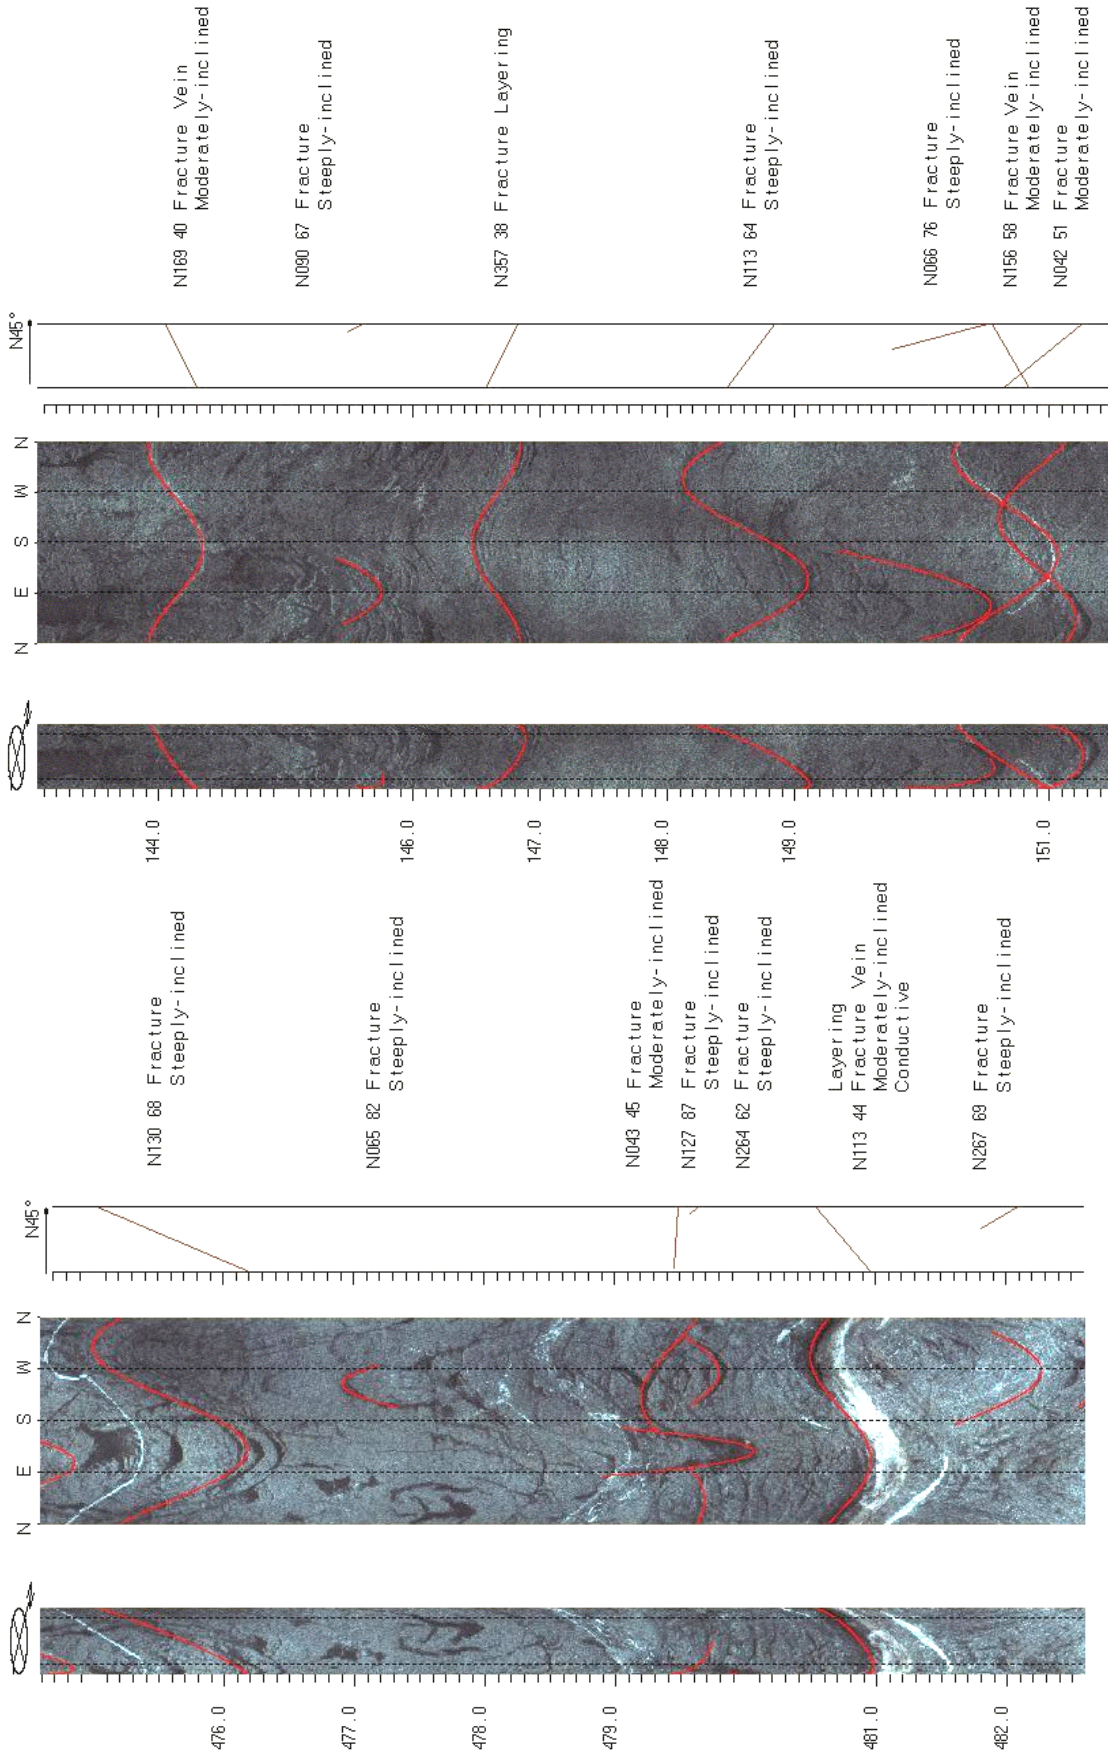 N45°
N
W
S
E
N
144.0
146.0
147.0
148.0
149.0
151.0
N169 40 Fracture Vein
Moderately-inclined
N090 67 Fracture
Steeply-inclined
N357 38 Fracture Layering
N113 64 Fracture
Steeply-inclined
N066 76 Fracture
Steeply-inclined
N156 58 Fracture Vein
Moderately-inclined
N042 51 Fracture
Moderately-inclined
N45°
N
W
S
E
N
476.0
477.0
478.0
479.0
481.0
482.0
N130 68 Fracture
Steeply-inclined
N065 82 Fracture
Steeply-inclined
N043 45 Fracture
Moderately-inclined
N127 87 Fracture
Steeply-inclined
N264 62 Fracture
Steeply-inclined
Layering
N113 44 Fracture Vein
Moderately-inclined
Conductive
N267 69 Fracture
Steeply-inclined